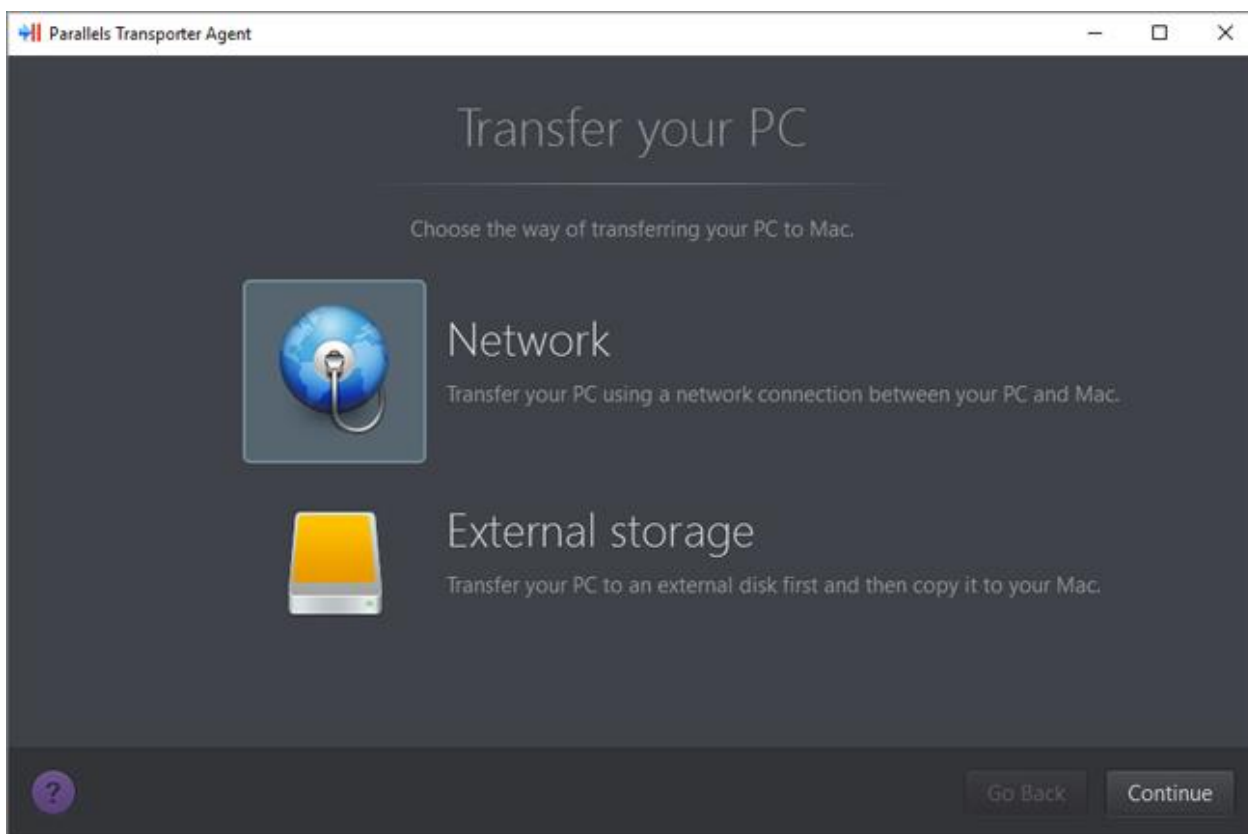 Parallels Transporter Agent
Transfer your PC
Choose the way of transferring your PC to Mac.
Network
Transfer your PC using a network connection between your PC and Mac.
External storage
Transfer your PC to an external disk first and then copy it to your Mac.
?
Go Back
Continue